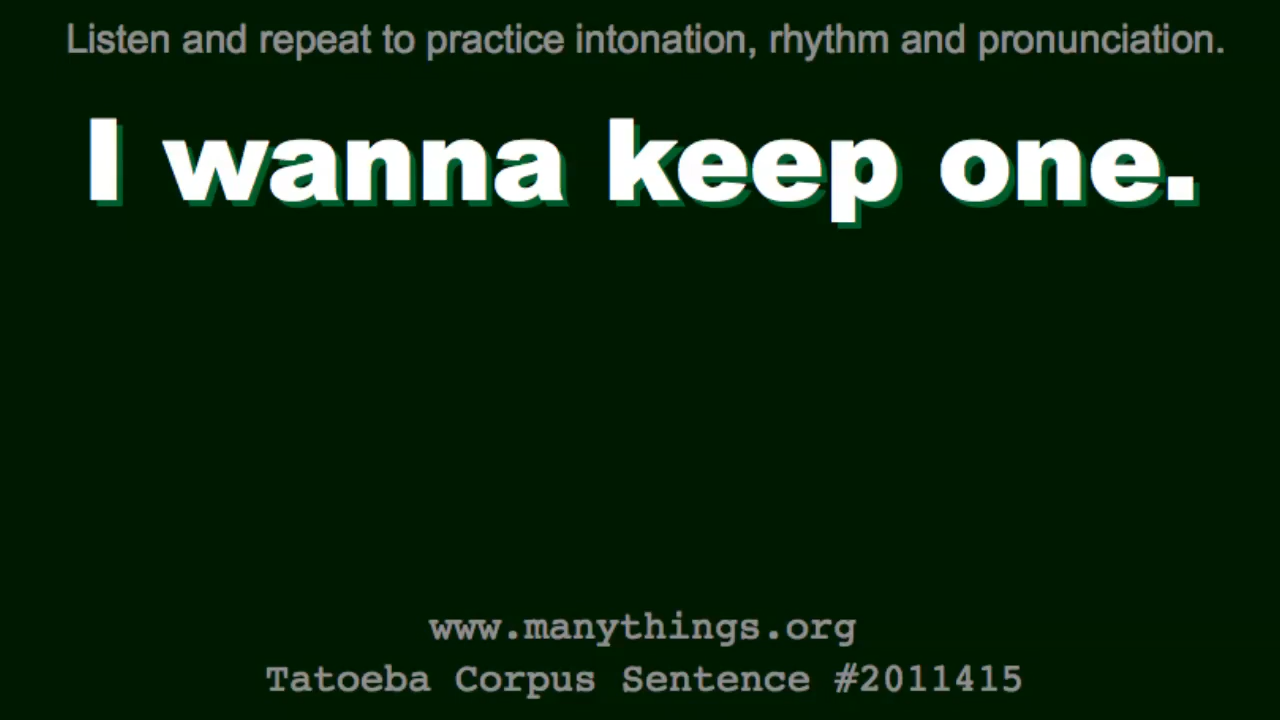 Listen and repeat to practice intonation, rhythm and pronunciation.
I wanna keep one.
www.manythings.org
Tatoeba Corpus Sentence #2011415